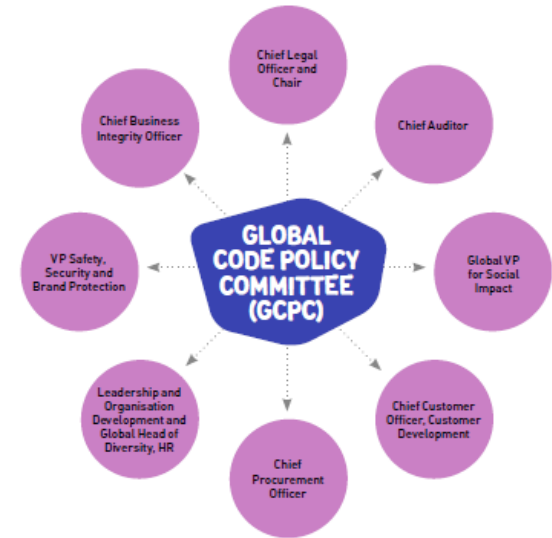 Chief Legal
Officer and
Chair
Chief Business
Integrity Officer
Chief Auditor
GLOBAL
CODE POLICY
COMMITTEE
(GCPC)
VP Safety,
Security and
Brand Protection
Global VP
for Social
Impact
Leadership and
Organisation
Development and
Global Head of
Diversity, HR
Chief Customer
Officer, Customer
Development
Chief
Procurement
Officer